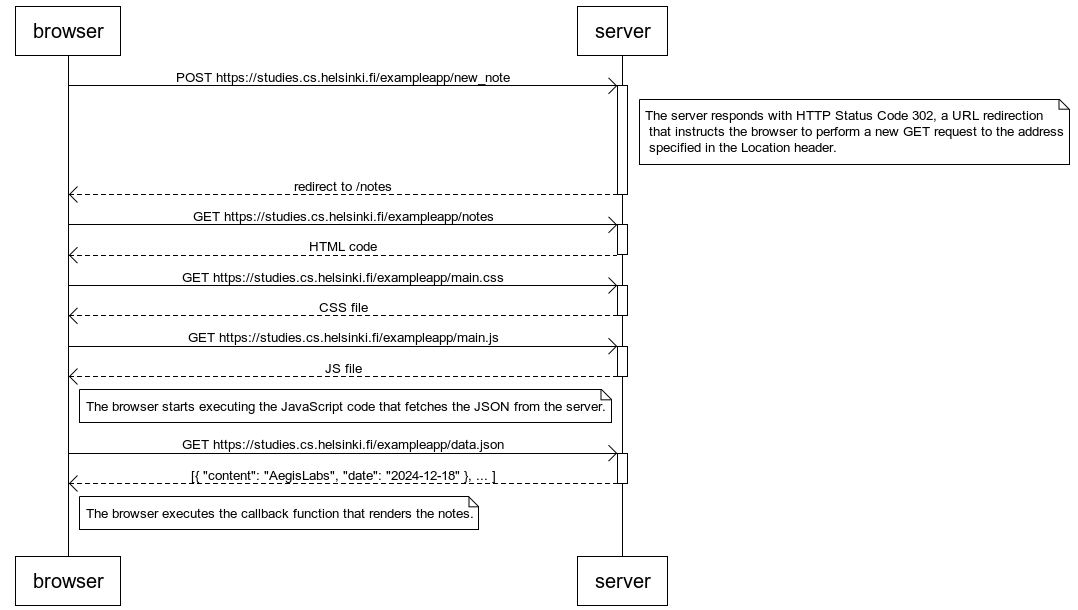 browser
server
POST https://studies.cs.helsinki.fi/exampleapp/new_note
The server responds with HTTP Status Code 302, a URL redirection
that instructs the browser to perform a new GET request to the address
specified in the Location header.
redirect to /notes
GET https://studies.cs.helsinki.fi/exampleapp/notes
HTML code
GET https://studies.cs.helsinki.fi/exampleapp/main.css
CSS file
GET https://studies.cs.helsinki.fi/exampleapp/main.js
JS file
The browser starts executing the JavaScript code that fetches the JSON from the server.
GET https://studies.cs.helsinki.fi/exampleapp/data.json
[{ "content": "AegisLabs", "date": "2024-12-18" }, ... ]
The browser executes the callback function that renders the notes.
browser
server